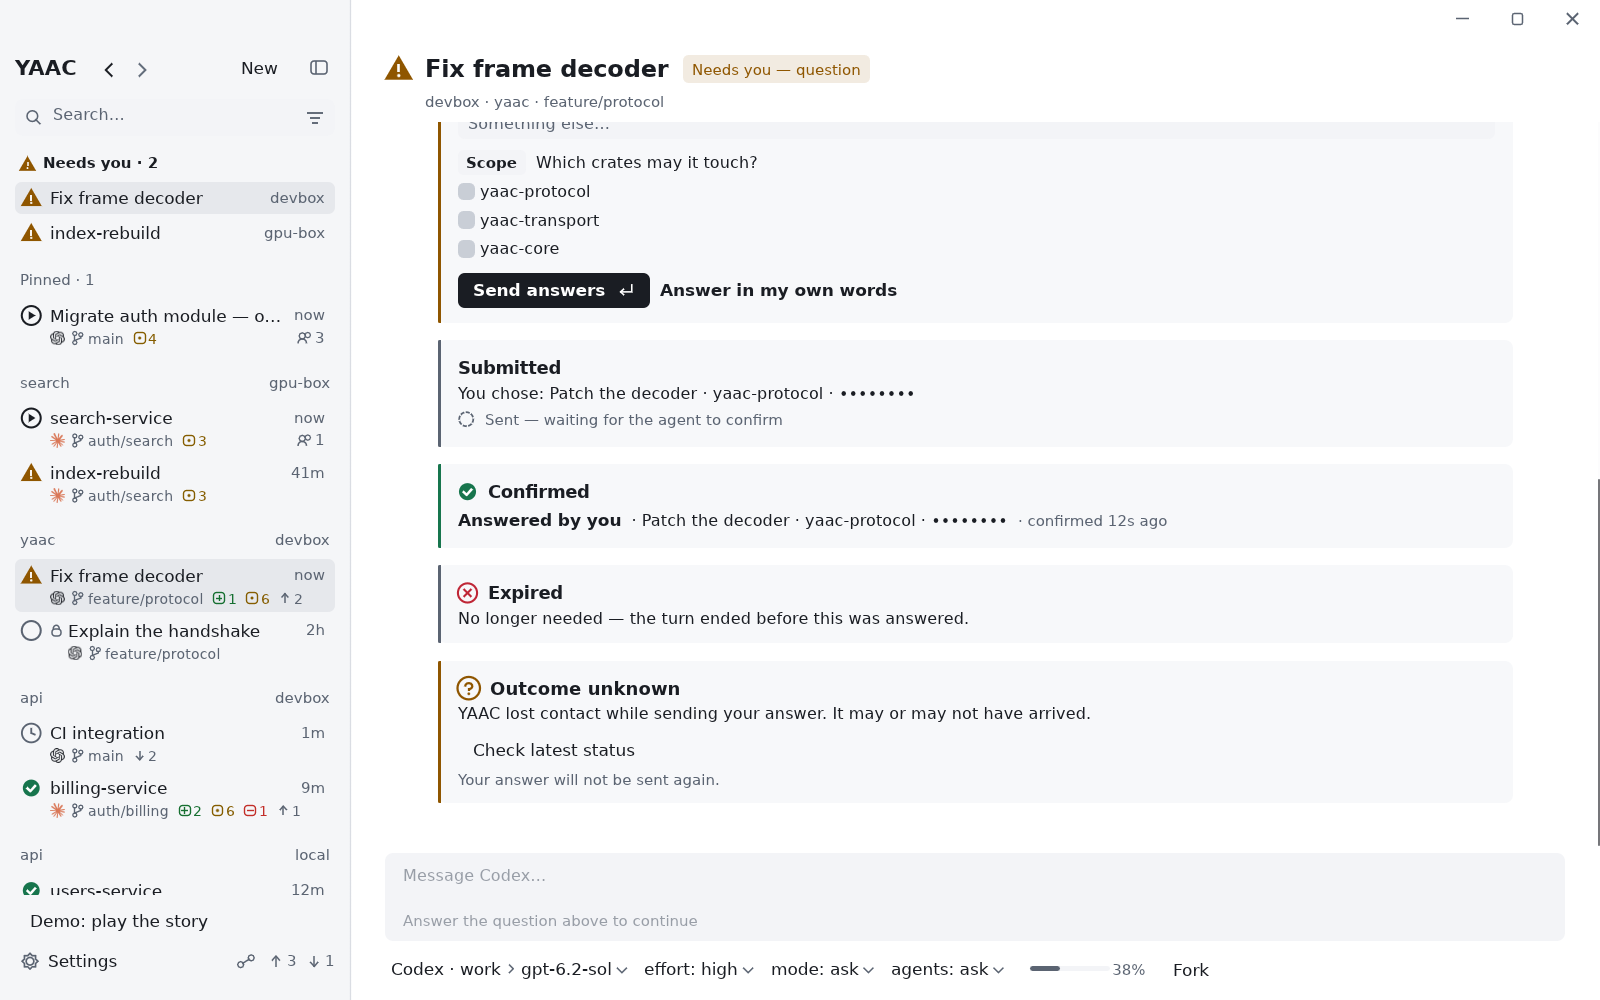 YAAC
New
Search…
Needs you · 2
Fix frame decoder devbox
index-rebuild gpu-box
Pinned · 1
Migrate auth module — o… now
main 4 3
search gpu-box
search-service now
auth/search 3 1
index-rebuild 41m
auth/search 3
yaac devbox
Fix frame decoder now
feature/protocol 1 6 2
Explain the handshake 2h
feature/protocol
api devbox
CI integration 1m
main 2
billing-service 9m
auth/billing 2 6 1 1
api local
users-service 12m
Demo: play the story
Settings 3 1
Fix frame decoder Needs you — question
devbox · yaac · feature/protocol
Something else…
Scope Which crates may it touch?
yaac-protocol
yaac-transport
yaac-core
Send answers Answer in my own words
Submitted
You chose: Patch the decoder · yaac-protocol · ••••••••
Sent — waiting for the agent to confirm
Confirmed
Answered by you · Patch the decoder · yaac-protocol · •••••••• · confirmed 12s ago
Expired
No longer needed — the turn ended before this was answered.
Outcome unknown
YAAC lost contact while sending your answer. It may or may not have arrived.
Check latest status
Your answer will not be sent again.
Message Codex…
Answer the question above to continue
Codex · work gpt-6.2-sol effort: high mode: ask agents: ask 38% Fork